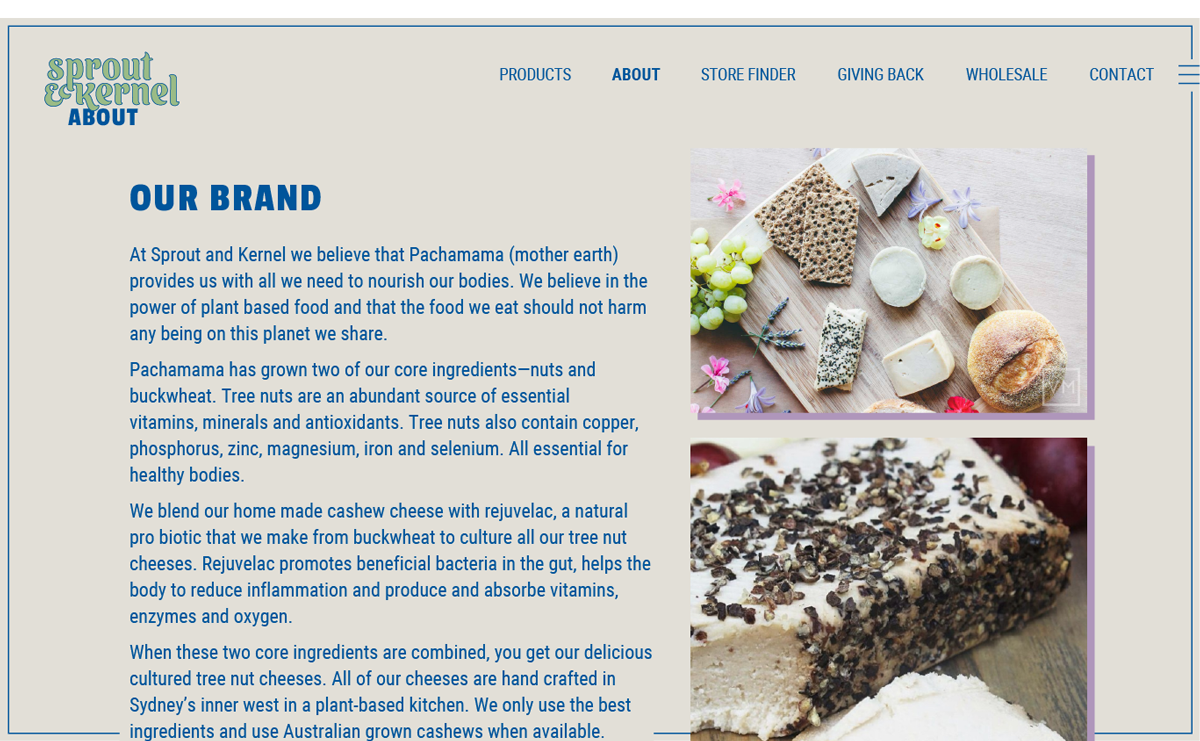 sprout
& kernel
ABOUT
PRODUCTS ABOUT STORE FINDER GIVING BACK WHOLESALE CONTACT
OUR BRAND
At Sprout and Kernel we believe that Pachamama (mother earth)
provides us with all we need to nourish our bodies. We believe in the
power of plant based food and that the food we eat should not harm
any being on this planet we share.
Pachamama has grown two of our core ingredients—nuts and
buckwheat. Tree nuts are an abundant source of essential
vitamins, minerals and antioxidants. Tree nuts also contain copper,
phosphorus, zinc, magnesium, iron and selenium. All essential for
healthy bodies.
We blend our home made cashew cheese with rejuvelac, a natural
pro biotic that we make from buckwheat to culture all our tree nut
cheeses. Rejuvelac promotes beneficial bacteria in the gut, helps the
body to reduce inflammation and produce and absorbe vitamins,
enzymes and oxygen.
When these two core ingredients are combined, you get our delicious
cultured tree nut cheeses. All of our cheeses are hand crafted in
Sydney’s inner west in a plant-based kitchen. We only use the best
ingredients and use Australian grown cashews when available.
VM